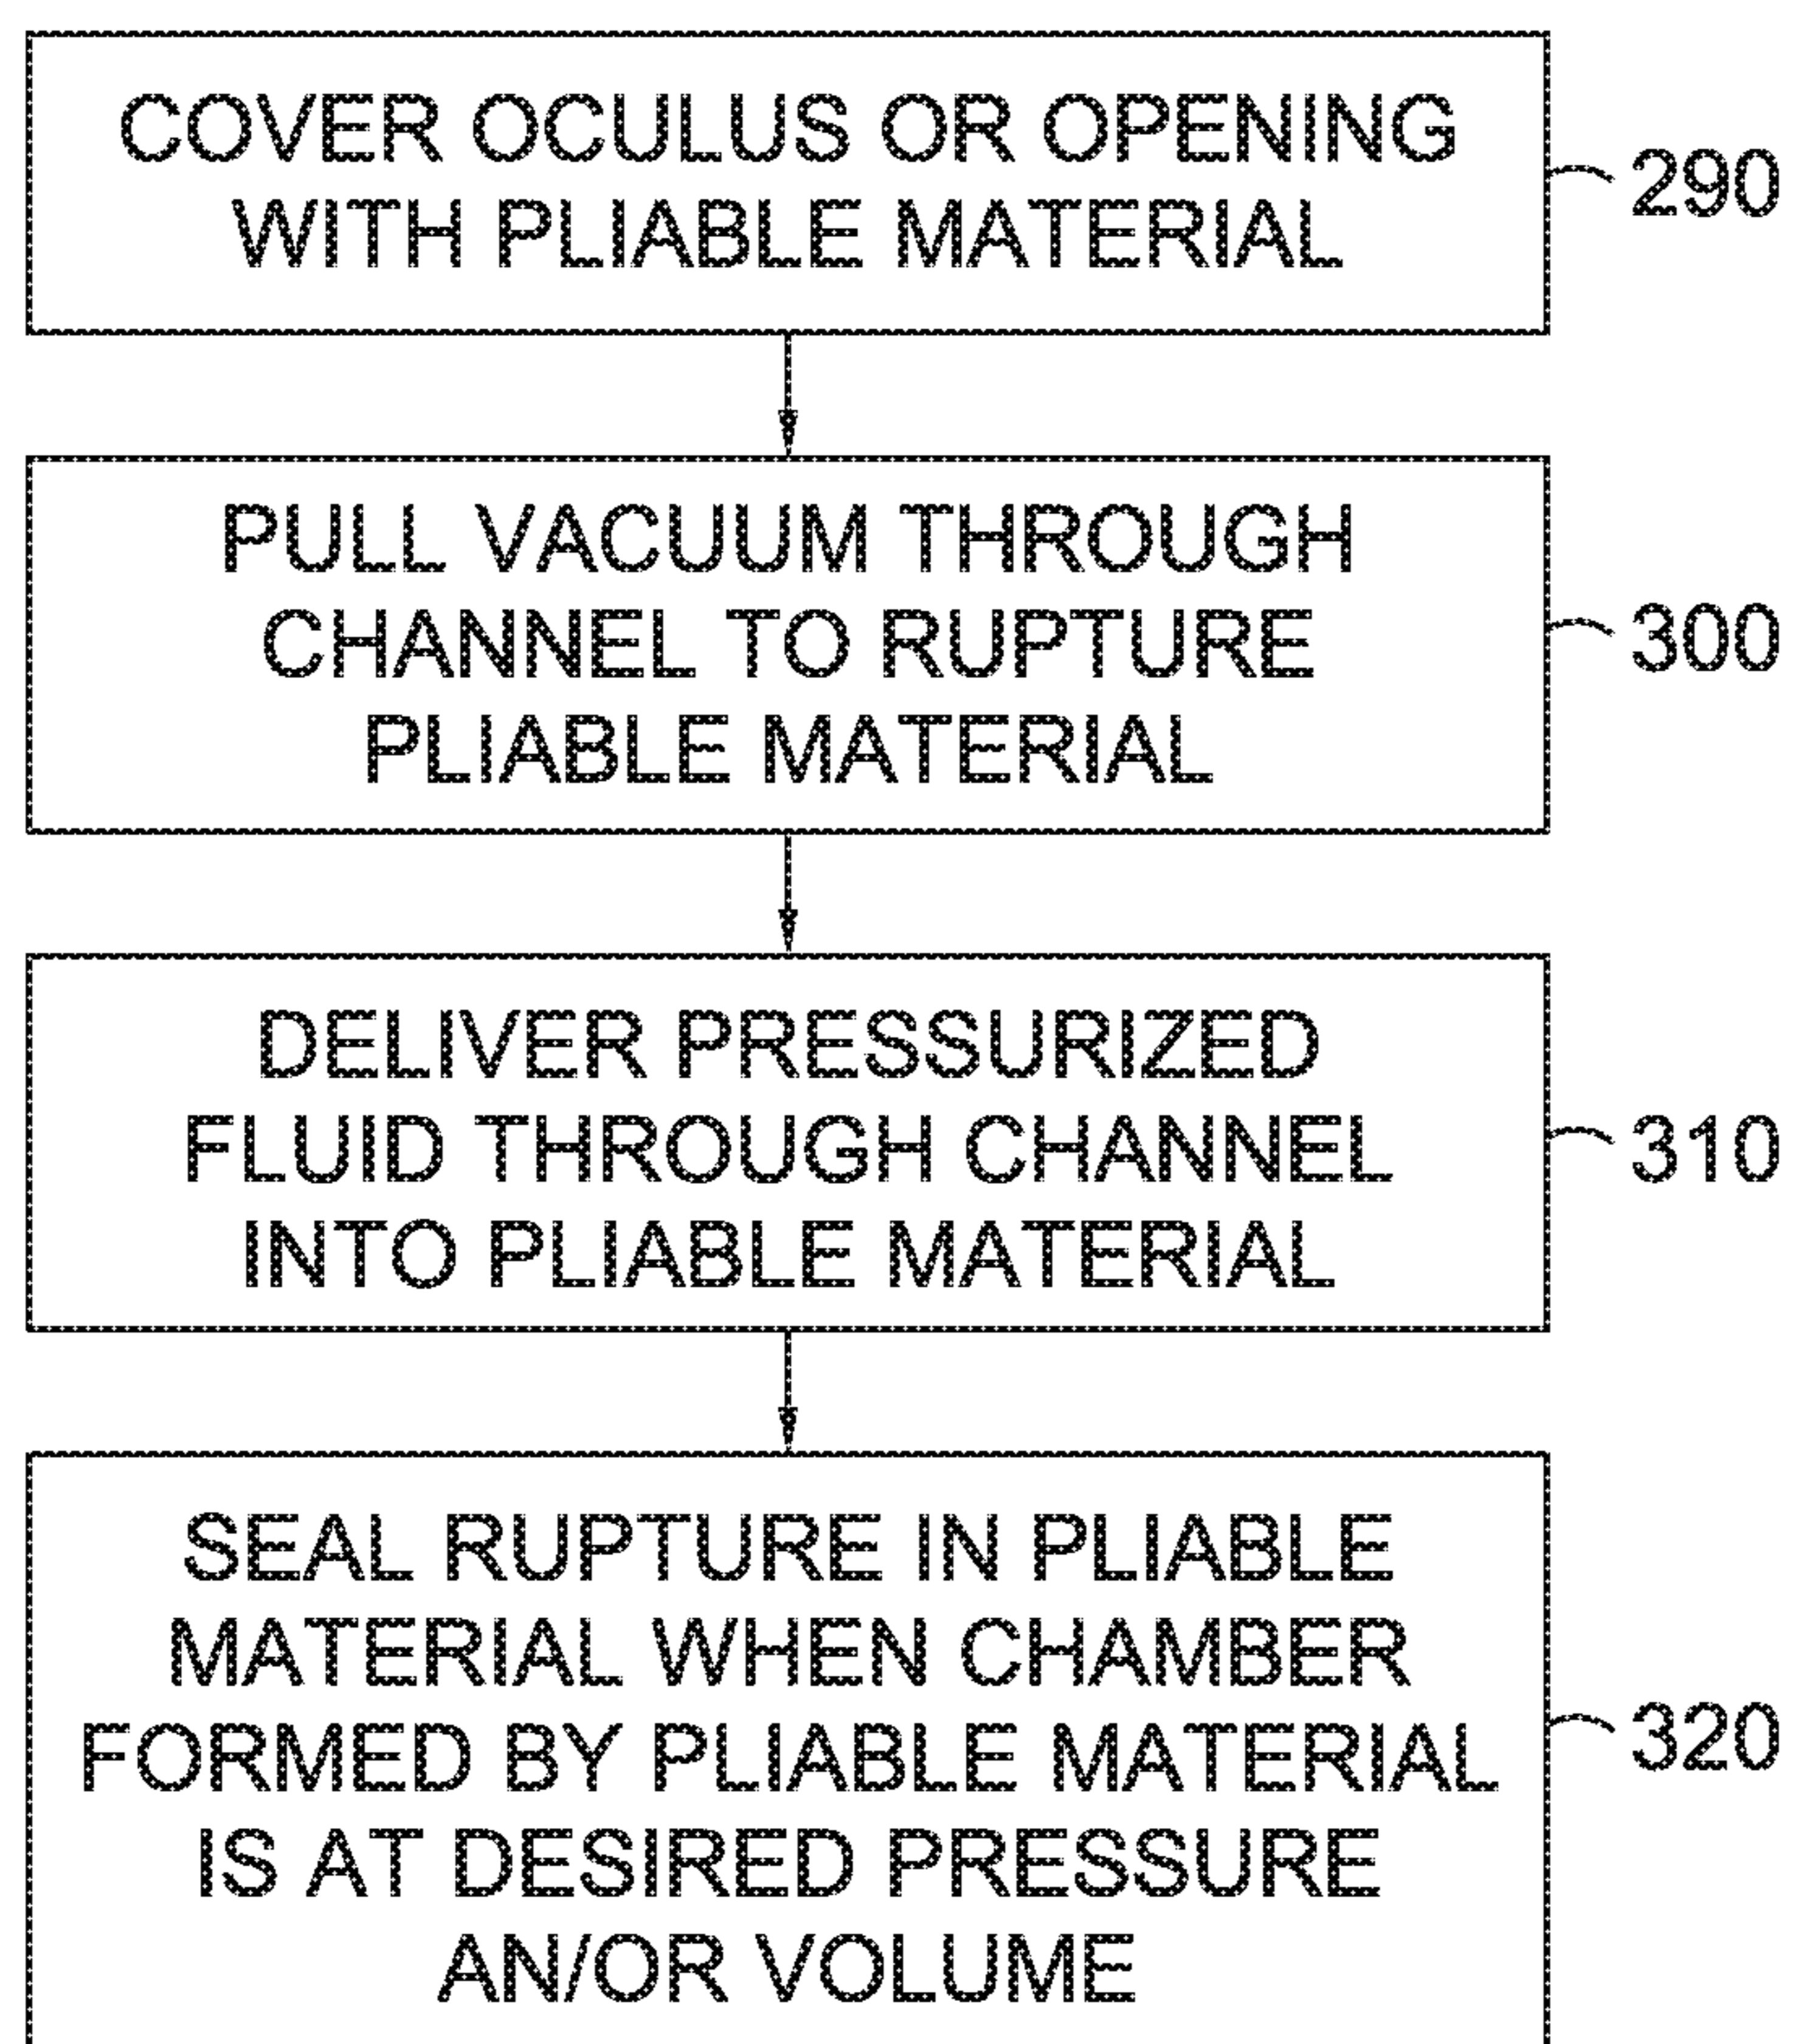 COVER OCULUS OR OPENING
WITH PLIABLE MATERIAL
290
PULL VACUUM THROUGH
CHANNEL TO RUPTURE
PLIABLE MATERIAL
300
DELIVER PRESSURIZED
FLUID THROUGH CHANNEL
INTO PLIABLE MATERIAL
310
SEAL RUPTURE IN PLIABLE
MATERIAL WHEN CHAMBER
FORMED BY PLIABLE MATERIAL
IS AT DESIRED PRESSURE
AN/OR VOLUME
320